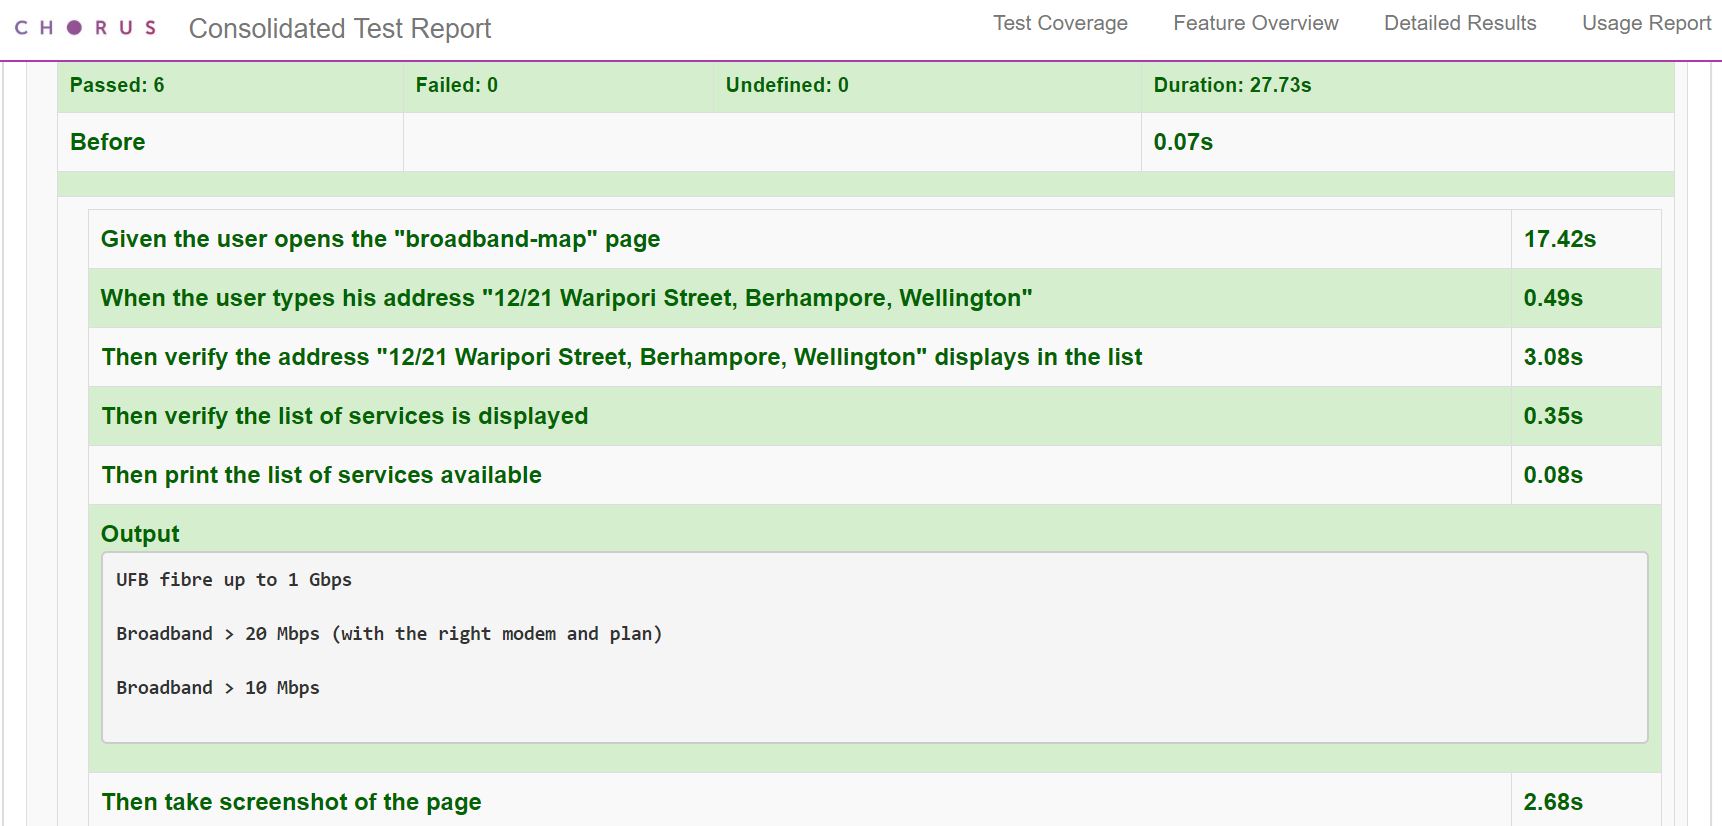 CHORUS Consolidated Test Report Test Coverage Feature Overview Detailed Results Usage Report
Passed: 6 Failed: 0 Undefined: 0 Duration: 27.73s
Before 0.07s
Given the user opens the "broadband-map" page 17.42s
When the user types his address "12/21 Waripori Street, Berhampore, Wellington" 0.49s
Then verify the address "12/21 Waripori Street, Berhampore, Wellington" displays in the list 3.08s
Then verify the list of services is displayed 0.35s
Then print the list of services available 0.08s
Output
UFB fibre up to 1 Gbps
Broadband > 20 Mbps (with the right modem and plan)
Broadband > 10 Mbps
Then take screenshot of the page 2.68s